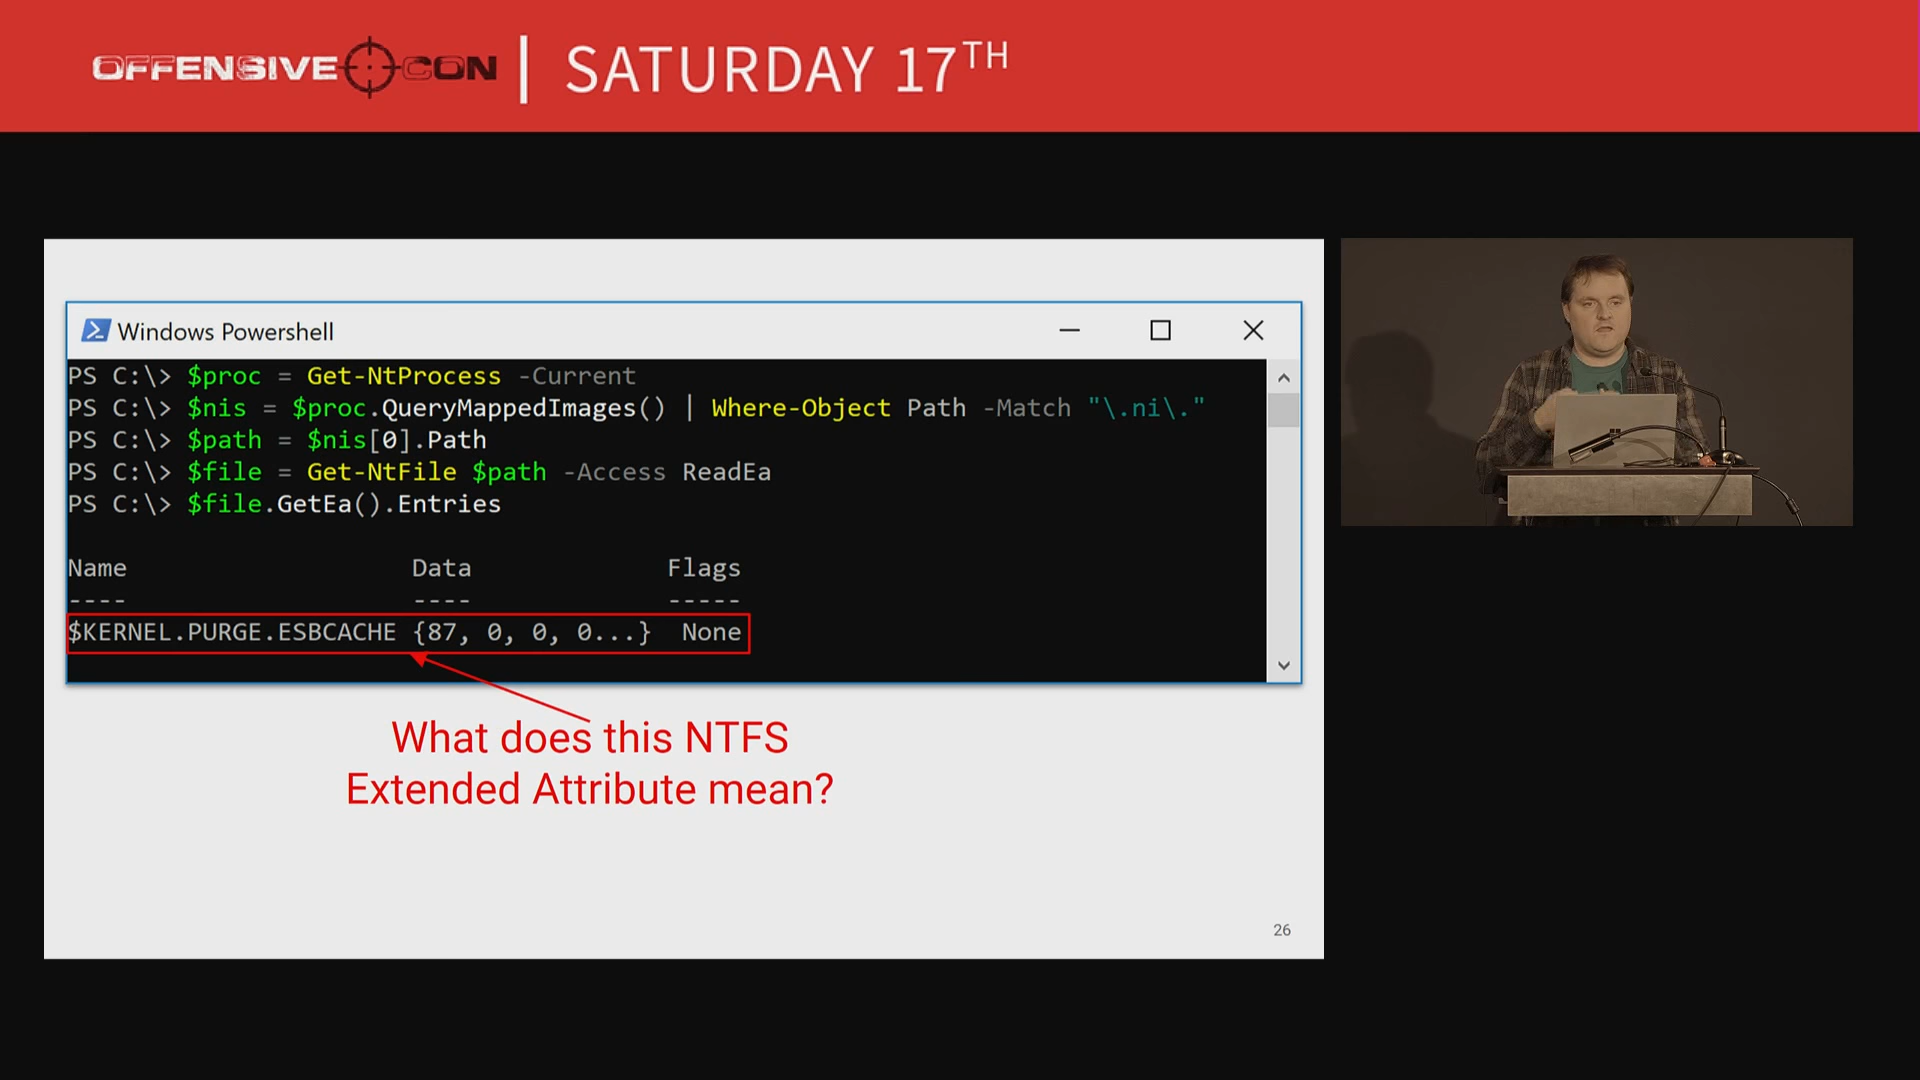 OFFENSIVE CON | SATURDAY 17TH
Windows Powershell
PS C:\> $proc = Get-NtProcess -Current
PS C:\> $nis = $proc.QueryMappedImages() | Where-Object Path -Match "\.ni\."
PS C:\> $path = $nis[0].Path
PS C:\> $file = Get-NtFile $path -Access ReadEa
PS C:\> $file.GetEa().Entries
Name Data Flags
---- ---- -----
$KERNEL.PURGE.ESBCACHE {87, 0, 0, 0...} None
What does this NTFS
Extended Attribute mean?
26